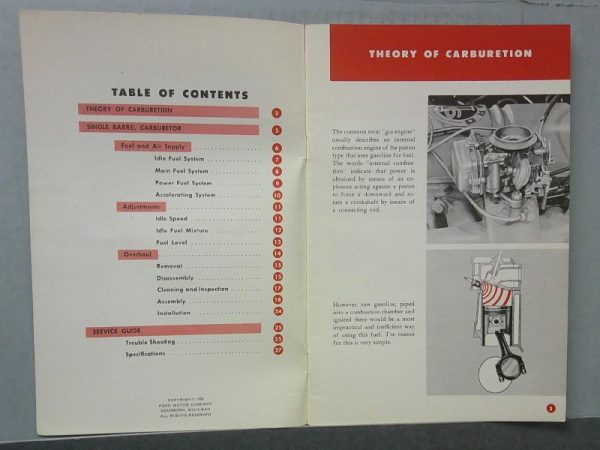 TABLE OF CONTENTS
THEORY OF CARBURETION 3
SINGLE BARREL CARBURETOR 5
Fuel and Air Supply 6
Idle Fuel System 7
Main Fuel System 8
Power Fuel System 9
Accelerating System 10
Adjustments 11
Idle Speed 11
Idle Fuel Mixture 12
Fuel Level 13
Overhaul 14
Removal 15
Disassembly 15
Cleaning and Inspection 17
Assembly 18
Installation 24
SERVICE GUIDE 25
Trouble Shooting 25
Specifications 27
COPYRIGHT
FORD MOTOR COMPANY
DEARBORN, MICHIGAN
ALL RIGHTS RESERVED
THEORY OF CARBURETION
The common term "gas engine"
usually describes an internal
combustion engine of the piston
type that uses gasoline for fuel.
The words "internal combus-
tion" indicate that power is
obtained by means of an ex-
plosion acting against a piston
to force it downward and ro-
tate a crankshaft by means of
a connecting rod.
However, raw gasoline, piped
into a combustion chamber and
ignited there would be a most
impractical and inefficient way
of using this fuel. The reason
for this is very simple.
3